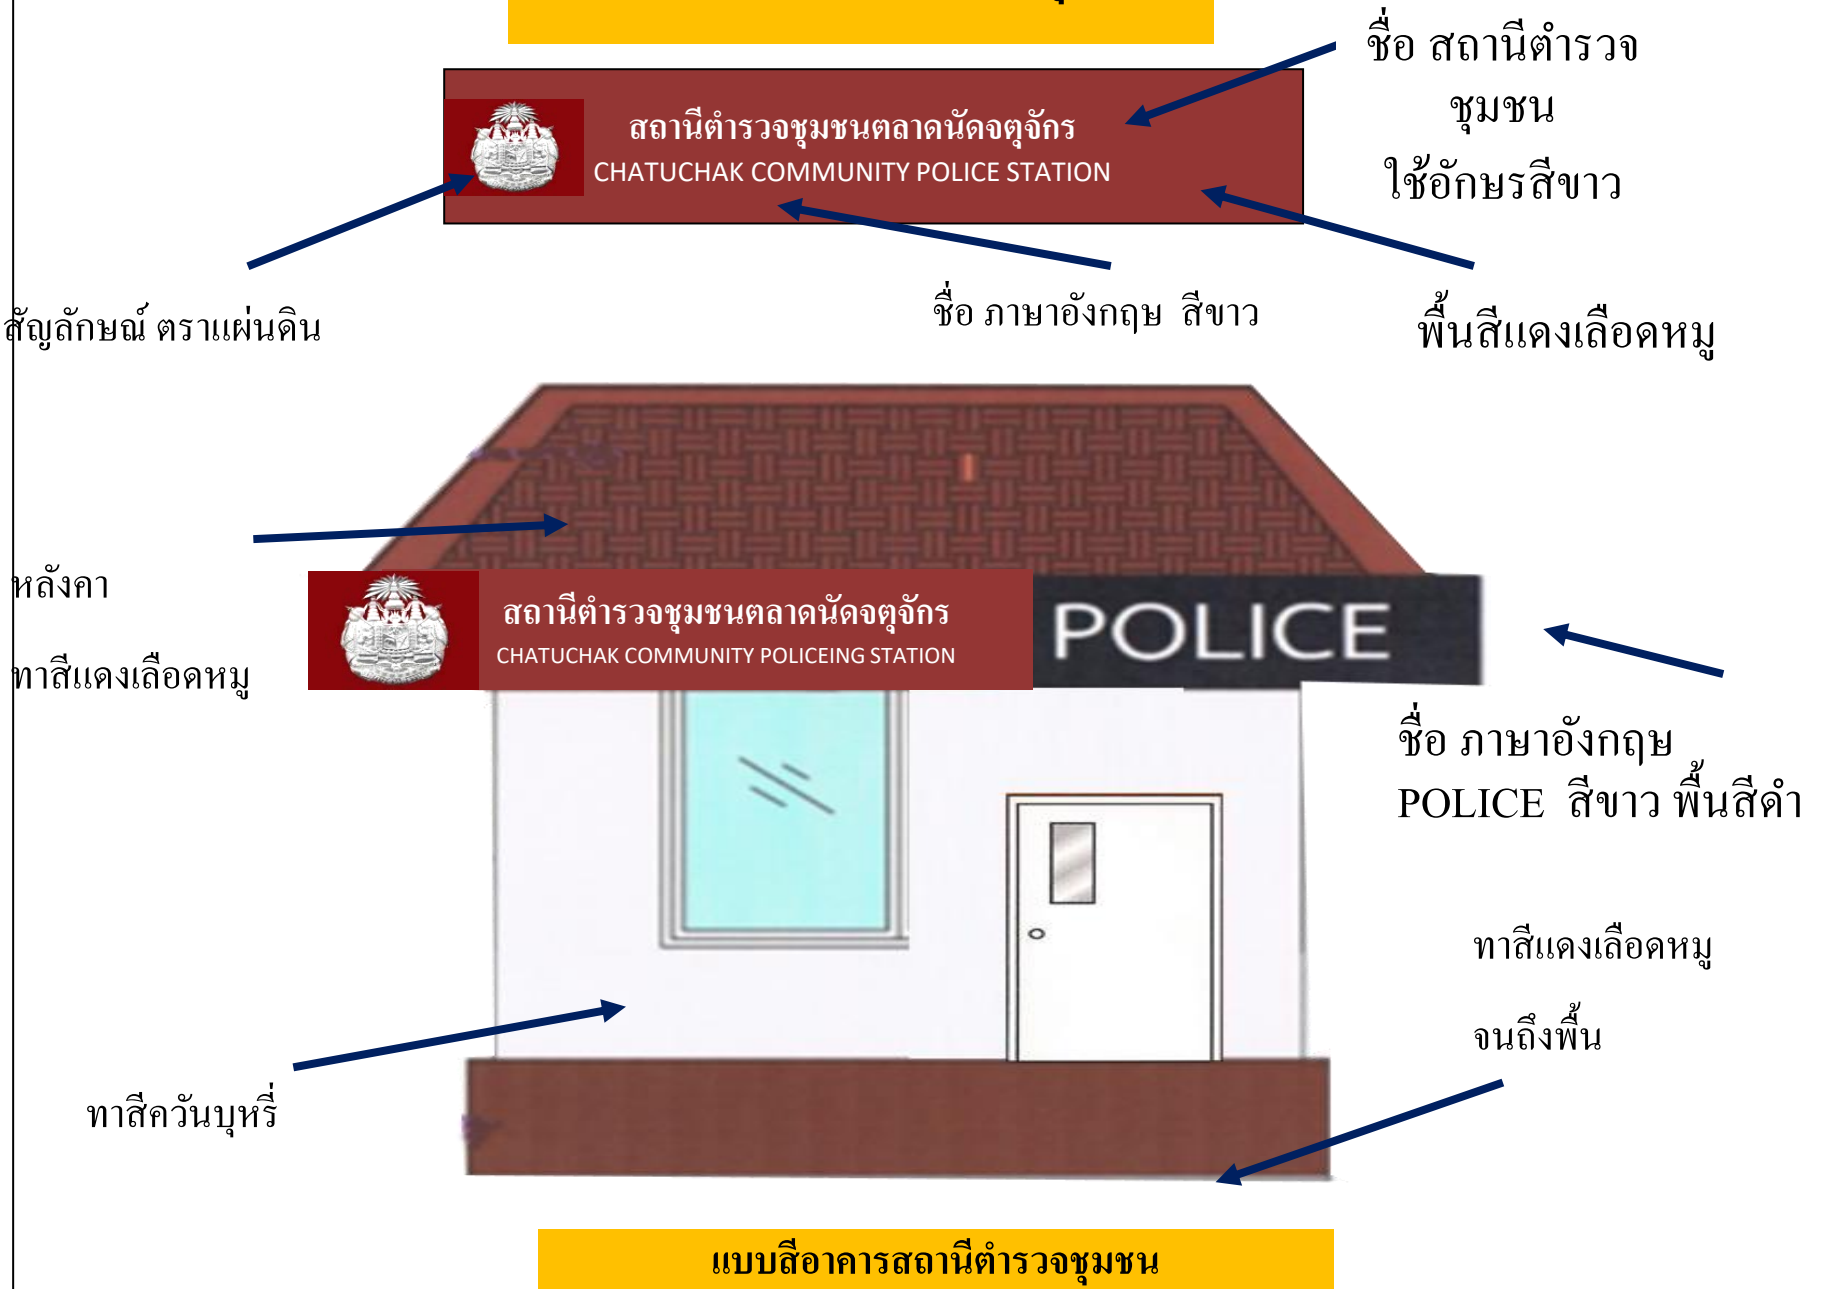 ชื่อ สถานีตำรวจ
ชุมชน
ใช้อักษรสีขาว
สถานีตำรวจชุมชนตลาดนัดจตุจักร
CHATUCHAK COMMUNITY POLICE STATION
สัญลักษณ์ ตราแผ่นดิน
ชื่อ ภาษาอังกฤษ สีขาว
พื้นสีแดงเลือดหมู
หลังคา
ทาสีแดงเลือดหมู
สถานีตำรวจชุมชนตลาดนัดจตุจักร
CHATUCHAK COMMUNITY POLICEING STATION
POLICE
ชื่อ ภาษาอังกฤษ
POLICE สีขาว พื้นสีดำ
ทาสีแดงเลือดหมู
จนถึงพื้น
ทาสีควันบุหรี่
แบบสีอาคารสถานีตำรวจชุมชน